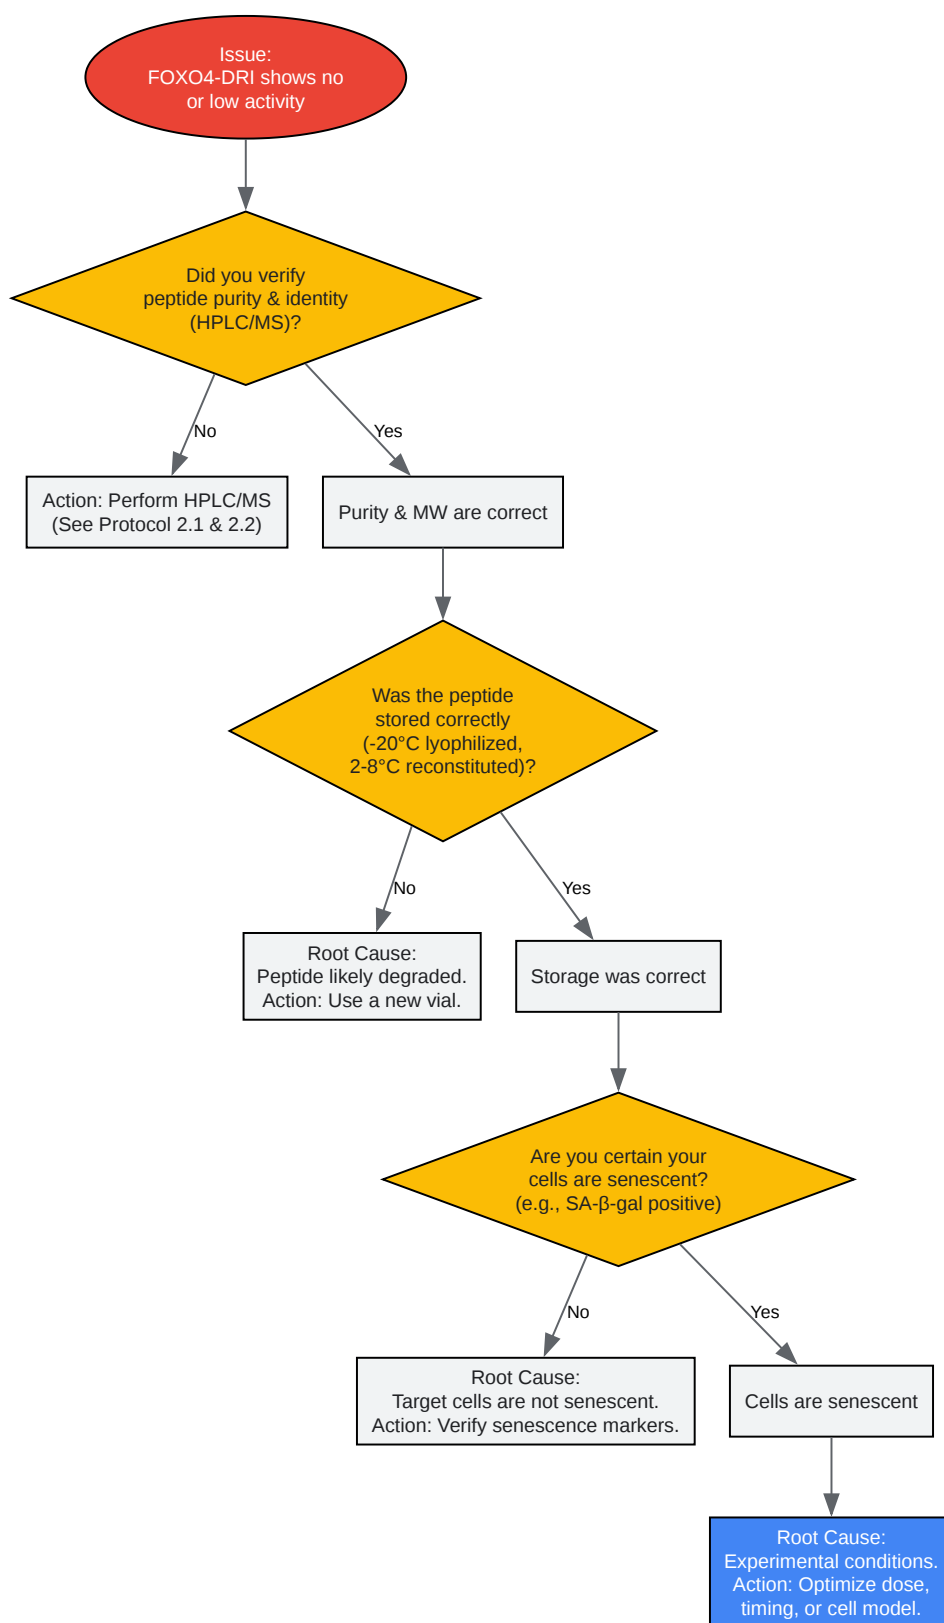 Issue:
FOXO4-DRI shows no
or low activity
Did you verify
peptide purity & identity
(HPLC/MS)?
No
Yes
Action: Perform HPLC/MS
(See Protocol 2.1 & 2.2)
Purity & MW are correct
Was the peptide
stored correctly
(-20°C lyophilized,
2-8°C reconstituted)?
No
Yes
Root Cause:
Peptide likely degraded.
Action: Use a new vial.
Storage was correct
Are you certain your
cells are senescent?
(e.g., SA-β-gal positive)
No
Yes
Root Cause:
Target cells are not senescent.
Action: Verify senescence markers.
Cells are senescent
Root Cause:
Experimental conditions.
Action: Optimize dose,
timing, or cell model.